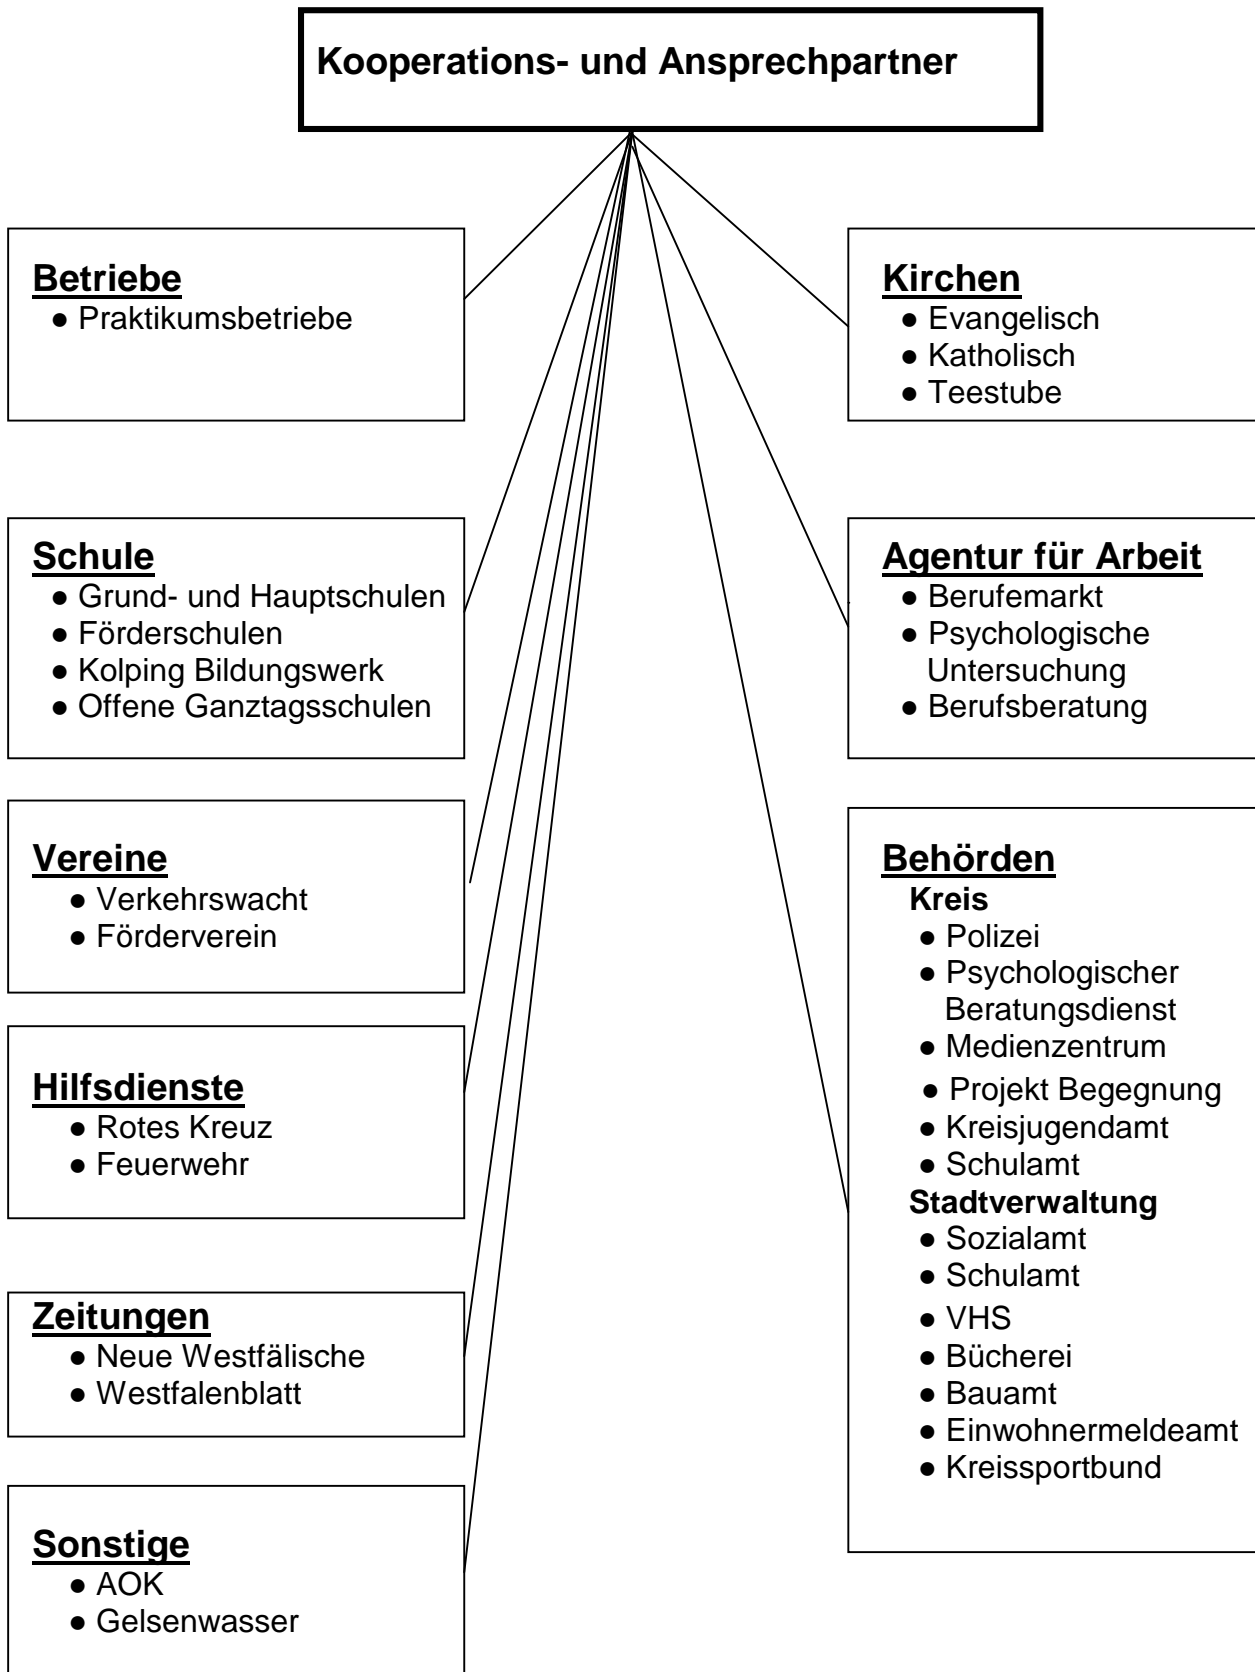 Kooperations- und Ansprechpartner
Betriebe
● Praktikumsbetriebe
Schule
● Grund- und Hauptschulen
● Förderschulen
● Kolping Bildungswerk
● Offene Ganztagsschulen
Vereine
● Verkehrswacht
● Förderverein
Hilfsdienste
● Rotes Kreuz
● Feuerwehr
Zeitungen
● Neue Westfälische
● Westfalenblatt
Sonstige
● AOK
● Gelsenwasser
Kirchen
● Evangelisch
● Katholisch
● Teestube
Agentur für Arbeit
● Berufemarkt
● Psychologische
Untersuchung
● Berufsberatung
Behörden
Kreis
● Polizei
● Psychologischer
Beratungsdienst
● Medienzentrum
● Projekt Begegnung
● Kreisjugendamt
● Schulamt
Stadtverwaltung
● Sozialamt
● Schulamt
● VHS
● Bücherei
● Bauamt
● Einwohnermeldeamt
● Kreissportbund